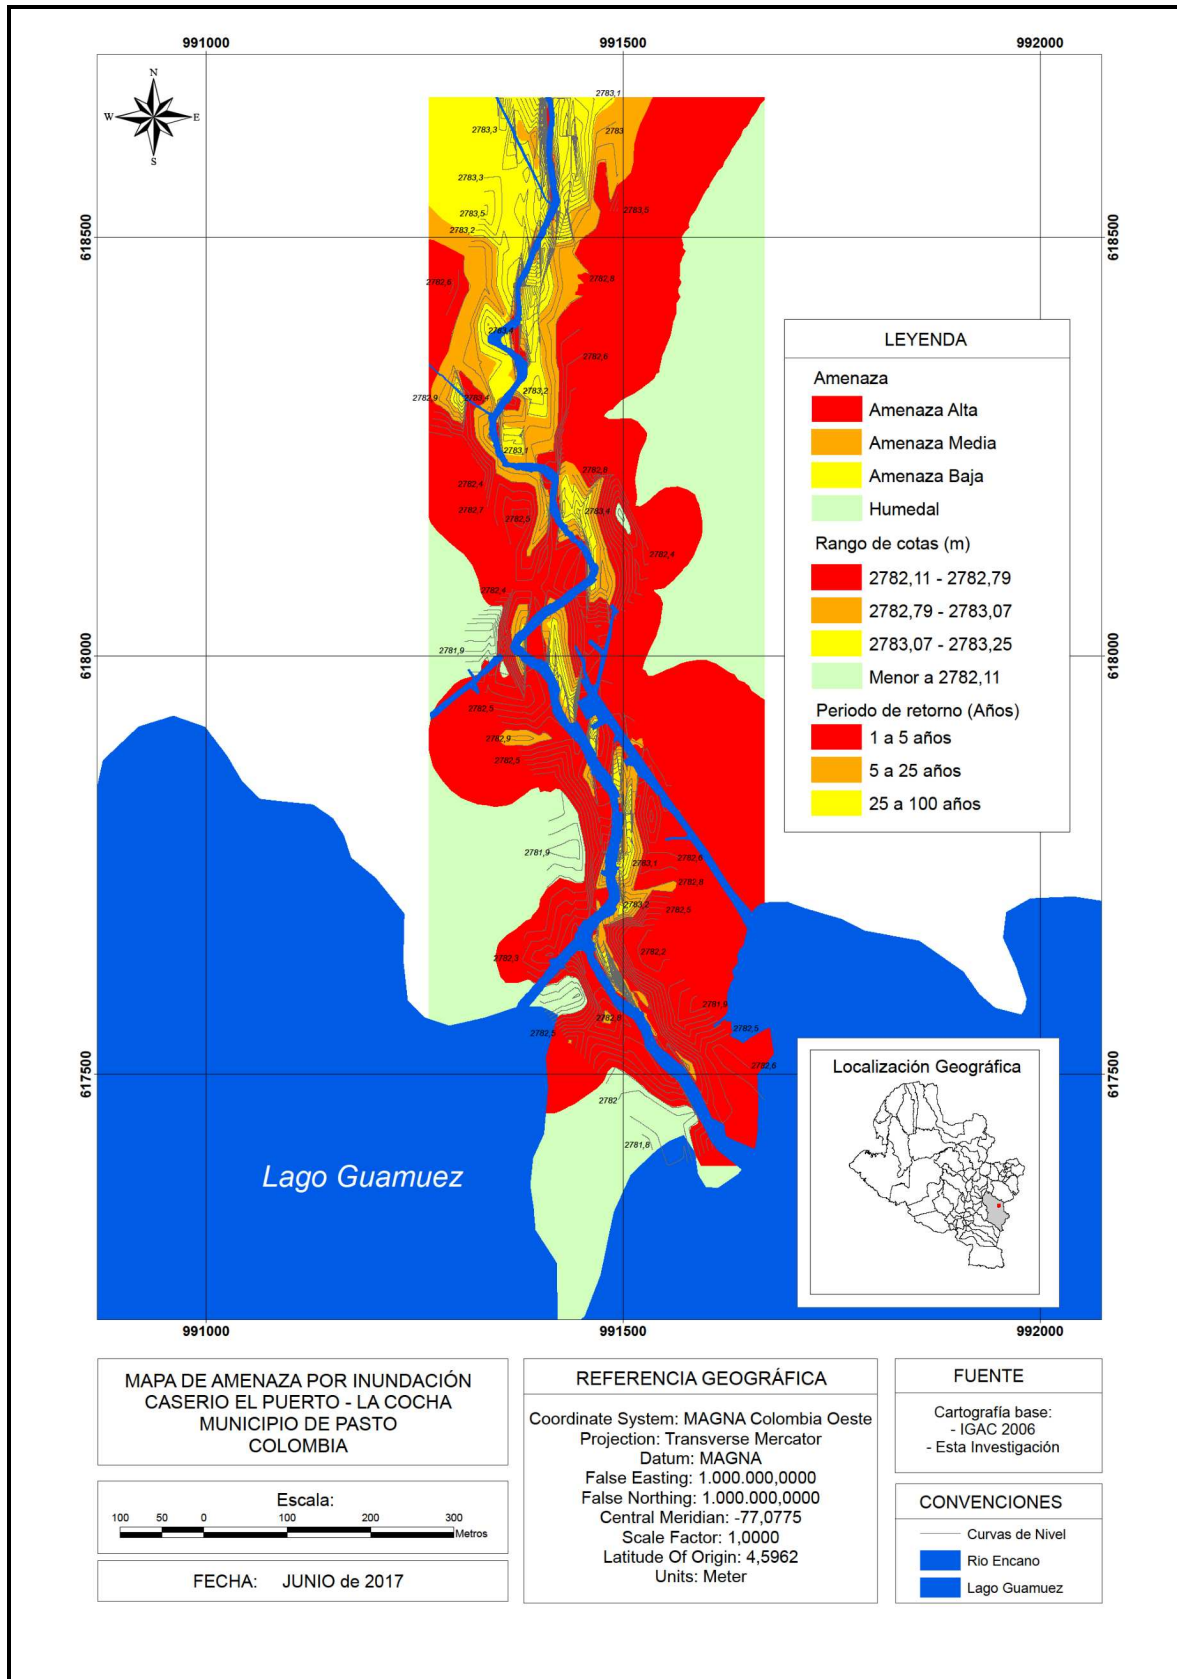 991000
991500
992000
N
W
E
S
618500
618500
618000
618000
617500
617500
2783,1
2783,3
2783
2783,3
2783,5
2783,5
2783,2
2782,6
2782,6
2783,4
2782,6
2783,2
2782,9
2783,4
2783,1
2782,8
2782,4
2782,7
2782,5
2783,4
2782,4
2782,4
2781,9
2782,5
2782,9
2782,5
2781,9
2783,1
2782,6
2782,8
2783,2
2782,5
2782,2
2782,3
2781,9
2782,8
2782,5
2782,5
2782,6
2782
2781,8
LEYENDA
Amenaza
Amenaza Alta
Amenaza Media
Amenaza Baja
Humedal
Rango de cotas (m)
2782,11 - 2782,79
2782,79 - 2783,07
2783,07 - 2783,25
Menor a 2782,11
Periodo de retorno (Años)
1 a 5 años
5 a 25 años
25 a 100 años
Localización Geográfica
Lago Guamuez
991000
991500
992000
MAPA DE AMENAZA POR INUNDACIÓN
CASERIO EL PUERTO - LA COCHA
MUNICIPIO DE PASTO
COLOMBIA
Escala:
100 50 0 100 200 300
Metros
FECHA: JUNIO de 2017
REFERENCIA GEOGRÁFICA
Coordinate System: MAGNA Colombia Oeste
Projection: Transverse Mercator
Datum: MAGNA
False Easting: 1.000.000,0000
False Northing: 1.000.000,0000
Central Meridian: -77,0775
Scale Factor: 1,0000
Latitude Of Origin: 4,5962
Units: Meter
FUENTE
Cartografía base:
- IGAC 2006
- Esta Investigación
CONVENCIONES
Curvas de Nivel
Rio Encano
Lago Guamuez